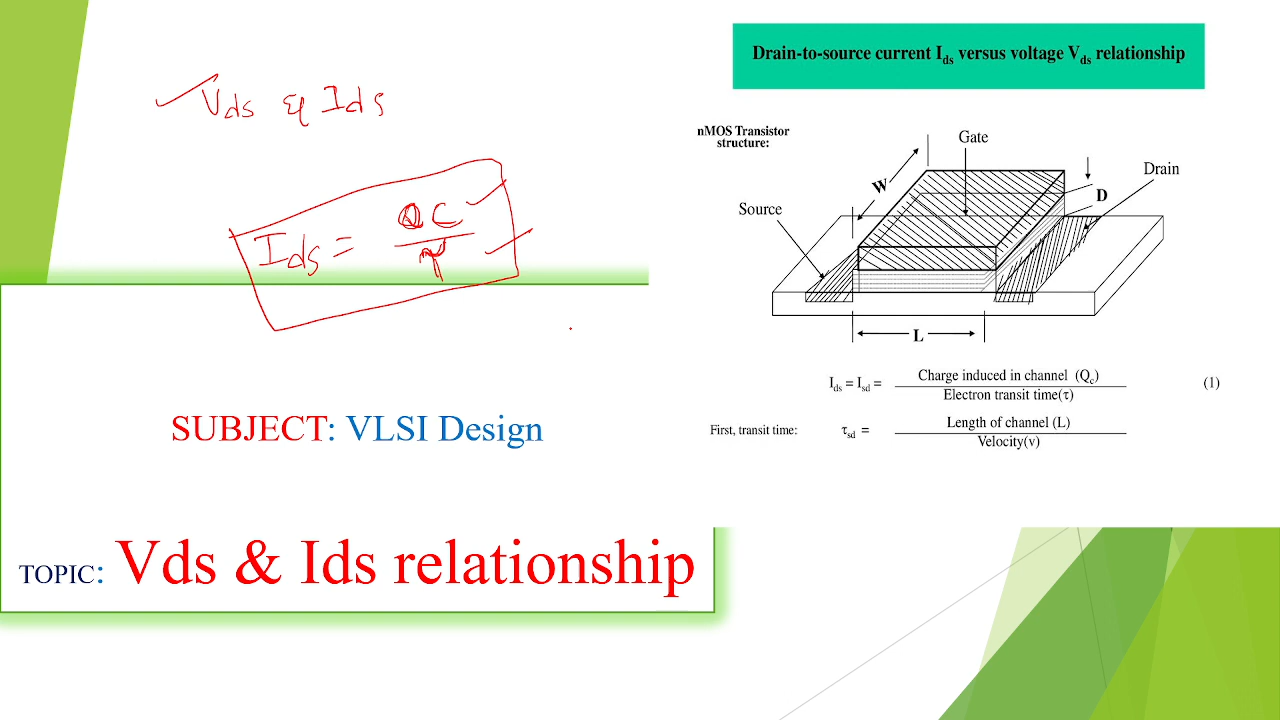 Vds & Ids
Ids = QC
τ
SUBJECT: VLSI Design
TOPIC: Vds & Ids relationship
Drain-to-source current Ids versus voltage Vds relationship
nMOS Transistor
structure:
Gate
Drain
W
D
Source
L
Ids = Isd = Charge induced in channel (Qc) (1)
Electron transit time(τ)
First, transit time: τsd = Length of channel (L)
Velocity(v)